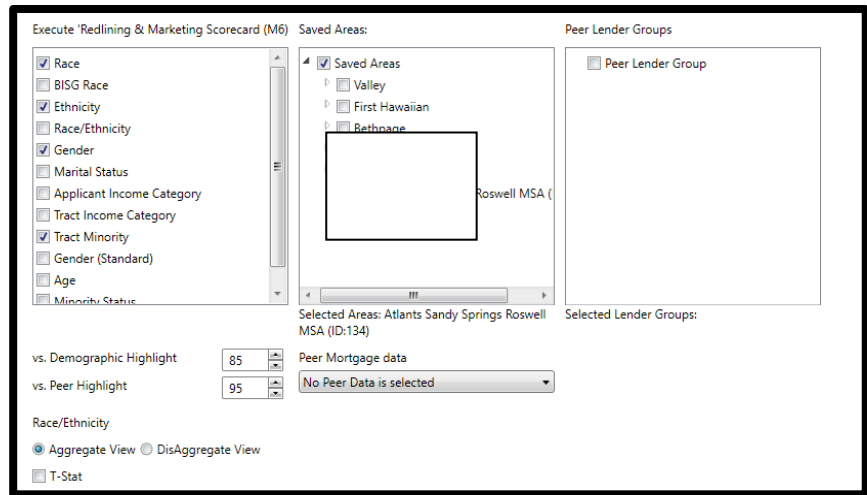 Execute 'Redlining & Marketing Scorecard (M6)
Saved Areas:
Peer Lender Groups
Race
BISG Race
Ethnicity
Race/Ethnicity
Gender
Marital Status
Applicant Income Category
Tract Income Category
Tract Minority
Gender (Standard)
Age
Minority Status
Saved Areas
Valley
First Hawaiian
Bethpage
Roswell MSA (
Peer Lender Group
Selected Areas: Atlants Sandy Springs Roswell
MSA (ID:134)
Selected Lender Groups:
vs. Demographic Highlight
85
vs. Peer Highlight
95
Peer Mortgage data
No Peer Data is selected
Race/Ethnicity
Aggregate View
DisAggregate View
T-Stat